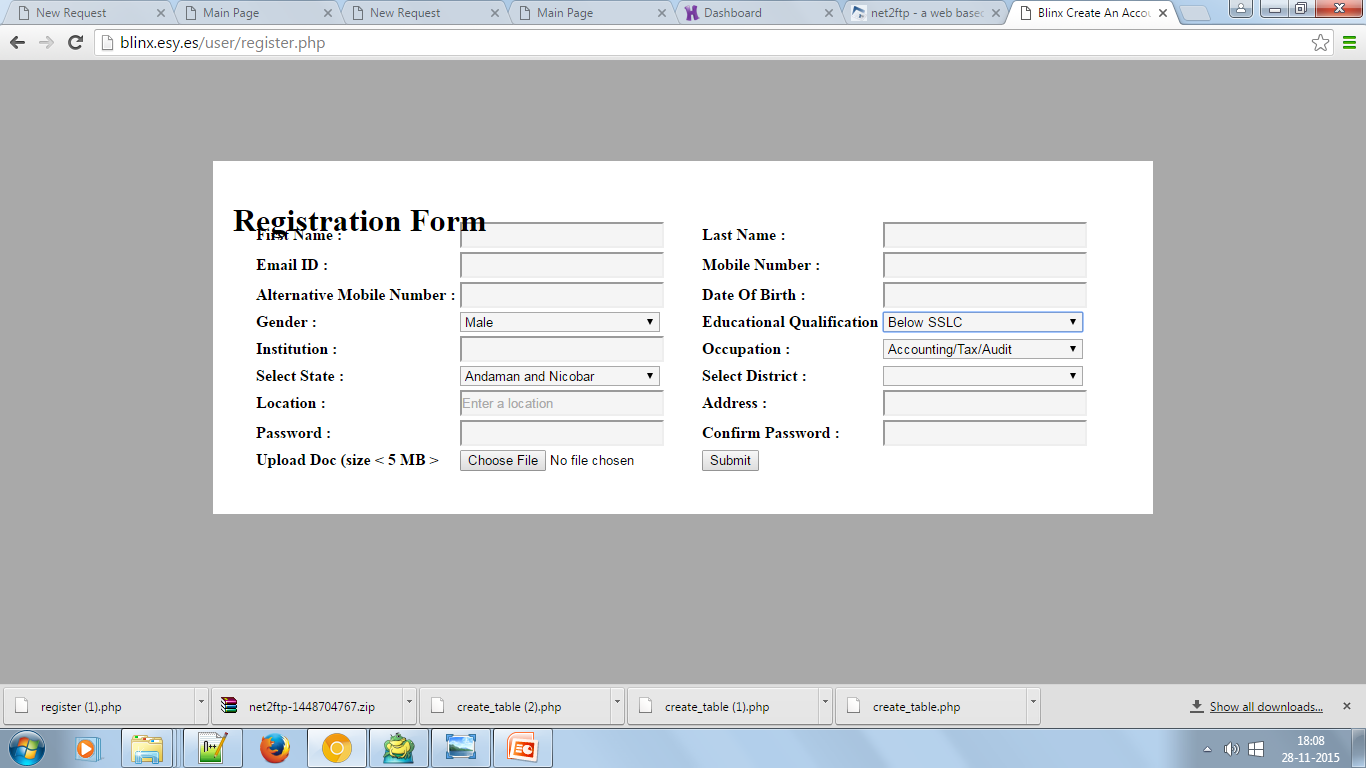 New Request Main Page New Request Main Page Dashboard net2ftp - a web based Blinx Create An Accou
blinx.esy.es/user/register.php
Registration Form
First Name : Last Name :
Email ID : Mobile Number :
Alternative Mobile Number : Date Of Birth :
Gender : Male Educational Qualification Below SSLC
Institution : Occupation : Accounting/Tax/Audit
Select State : Andaman and Nicobar Select District :
Location : Enter a location Address :
Password : Confirm Password :
Upload Doc (size < 5 MB > Choose File No file chosen Submit
register (1).php net2ftp-1448704767.zip create_table (2).php create_table (1).php create_table.php Show all downloads...
18:08
28-11-2015